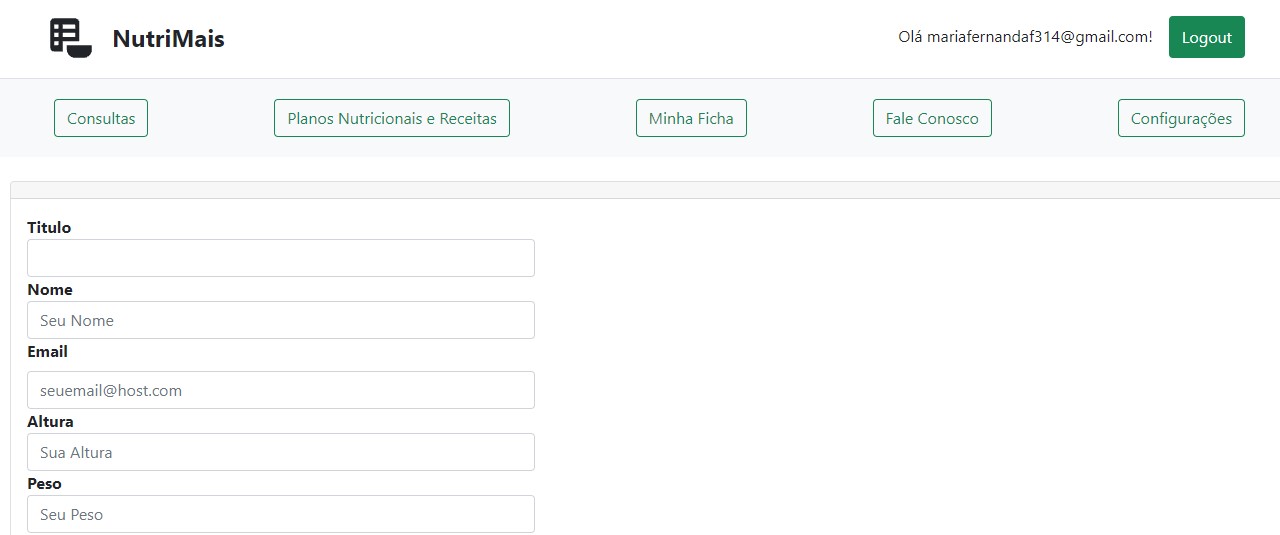 NutriMais
Olá mariafernandaf314@gmail.com!
Logout
Consultas
Planos Nutricionais e Receitas
Minha Ficha
Fale Conosco
Configurações
Titulo
Nome
Seu Nome
Email
seuemail@host.com
Altura
Sua Altura
Peso
Seu Peso